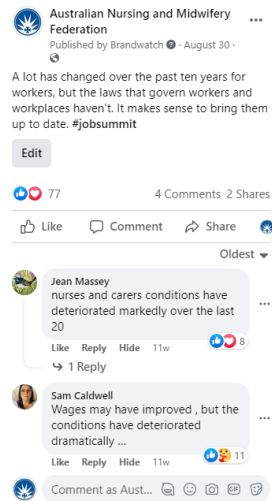 Australian Nursing and Midwifery
Federation
Published by Brandwatch · August 30 ·
A lot has changed over the past ten years for
workers, but the laws that govern workers and
workplaces haven't. It makes sense to bring them
up to date. #jobsummit
Edit
77
4 Comments 2 Shares
Like Comment Share
Oldest
Jean Massey
nurses and carers conditions have
deteriorated markedly over the last
20
Like Reply Hide 11w
8
1 Reply
Sam Caldwell
Wages may have improved , but the
conditions have deteriorated
dramatically ...
Like Reply Hide 11w
11
Comment as Aust...
GIF